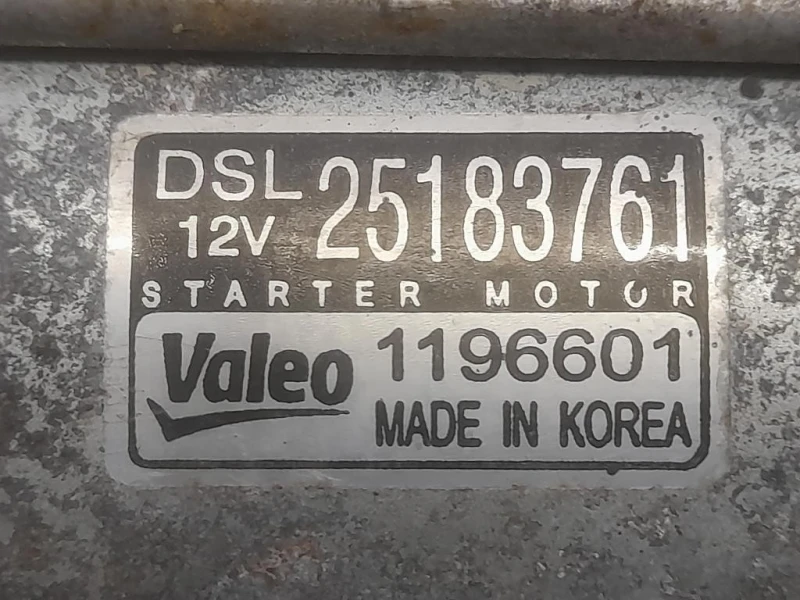 DSL 25183761
12V
STARTER MOTOR
Valeo 1196601
MADE IN KOREA